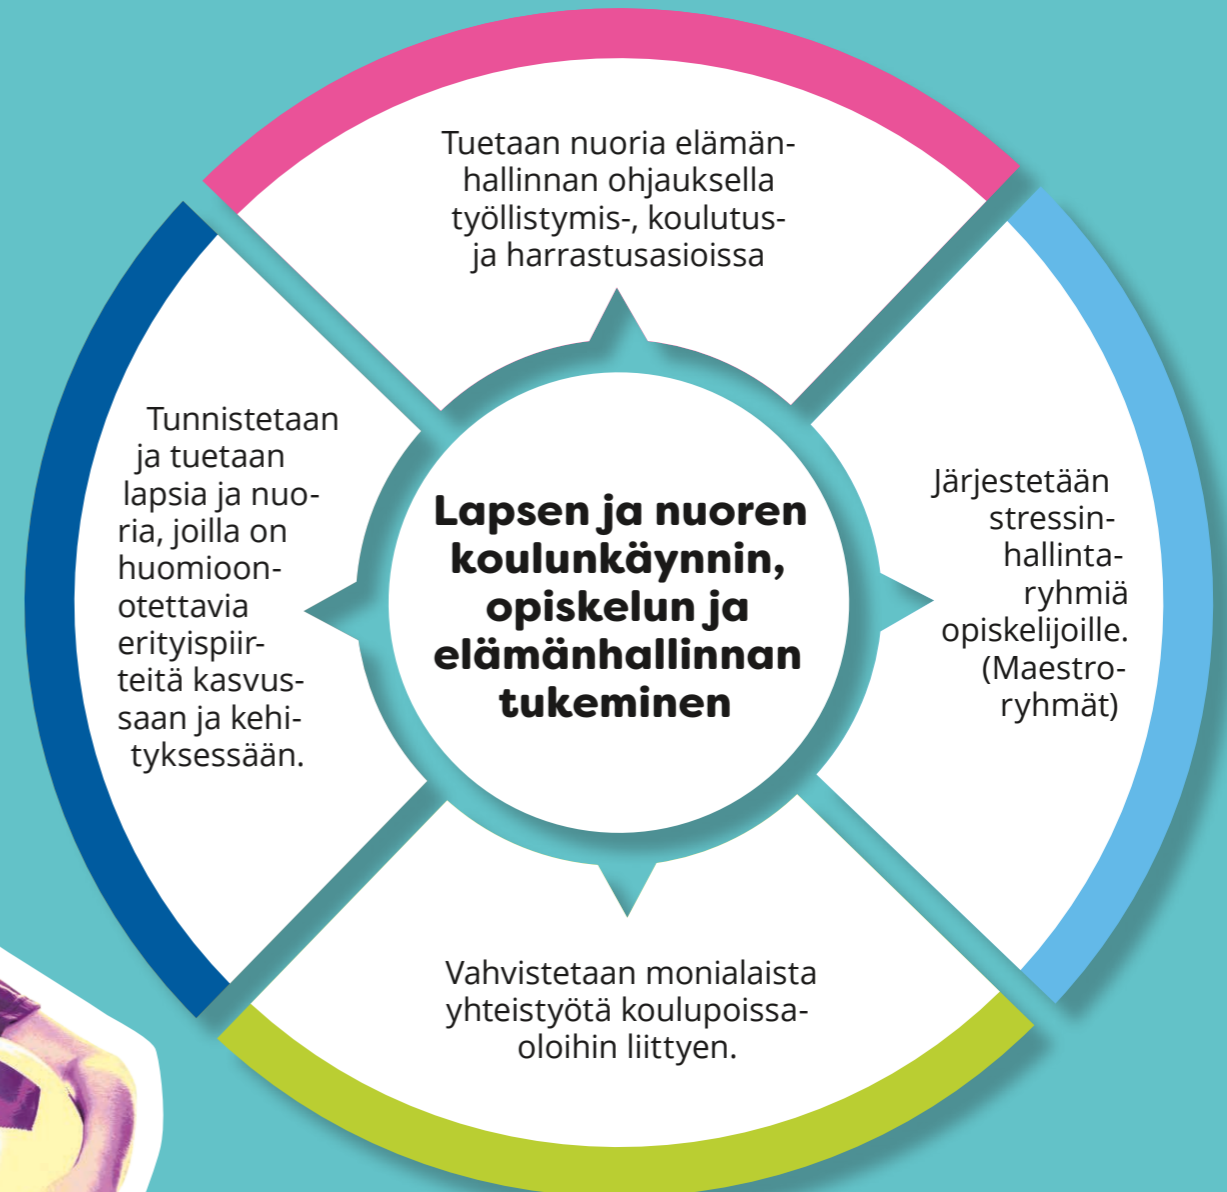 Tuetaan nuoria elämän-
hallinnan ohjauksella
työllistymis-, koulutus-
ja harrastusasioissa
Tunnistetaan
ja tuetaan
lapsia ja nuo-
ria, joilla on
huomioon-
otettavia
erityispiir-
teitä kasvus-
saan ja kehi-
tyksessään.
Lapsen ja nuoren
koulunkäynnin,
opiskelun ja
elämänhallinnan
tukeminen
Järjestetään
stressin-
hallinta-
ryhmiä
opiskelijoille.
(Maestro-
ryhmät)
Vahvistetaan monialaista
yhteistyötä koulupoissa-
oloihin liittyen.